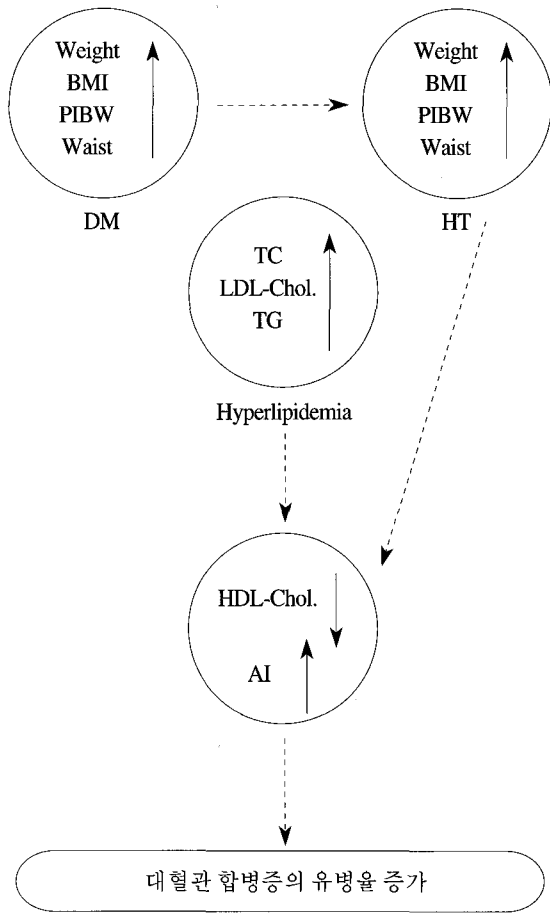 Weight
BMI
PIBW
Waist
DM
Weight
BMI
PIBW
Waist
HT
TC
LDL-Chol.
TG
Hyperlipidemia
HDL-Chol.
AI
대혈관 합병증의 유병율 증가